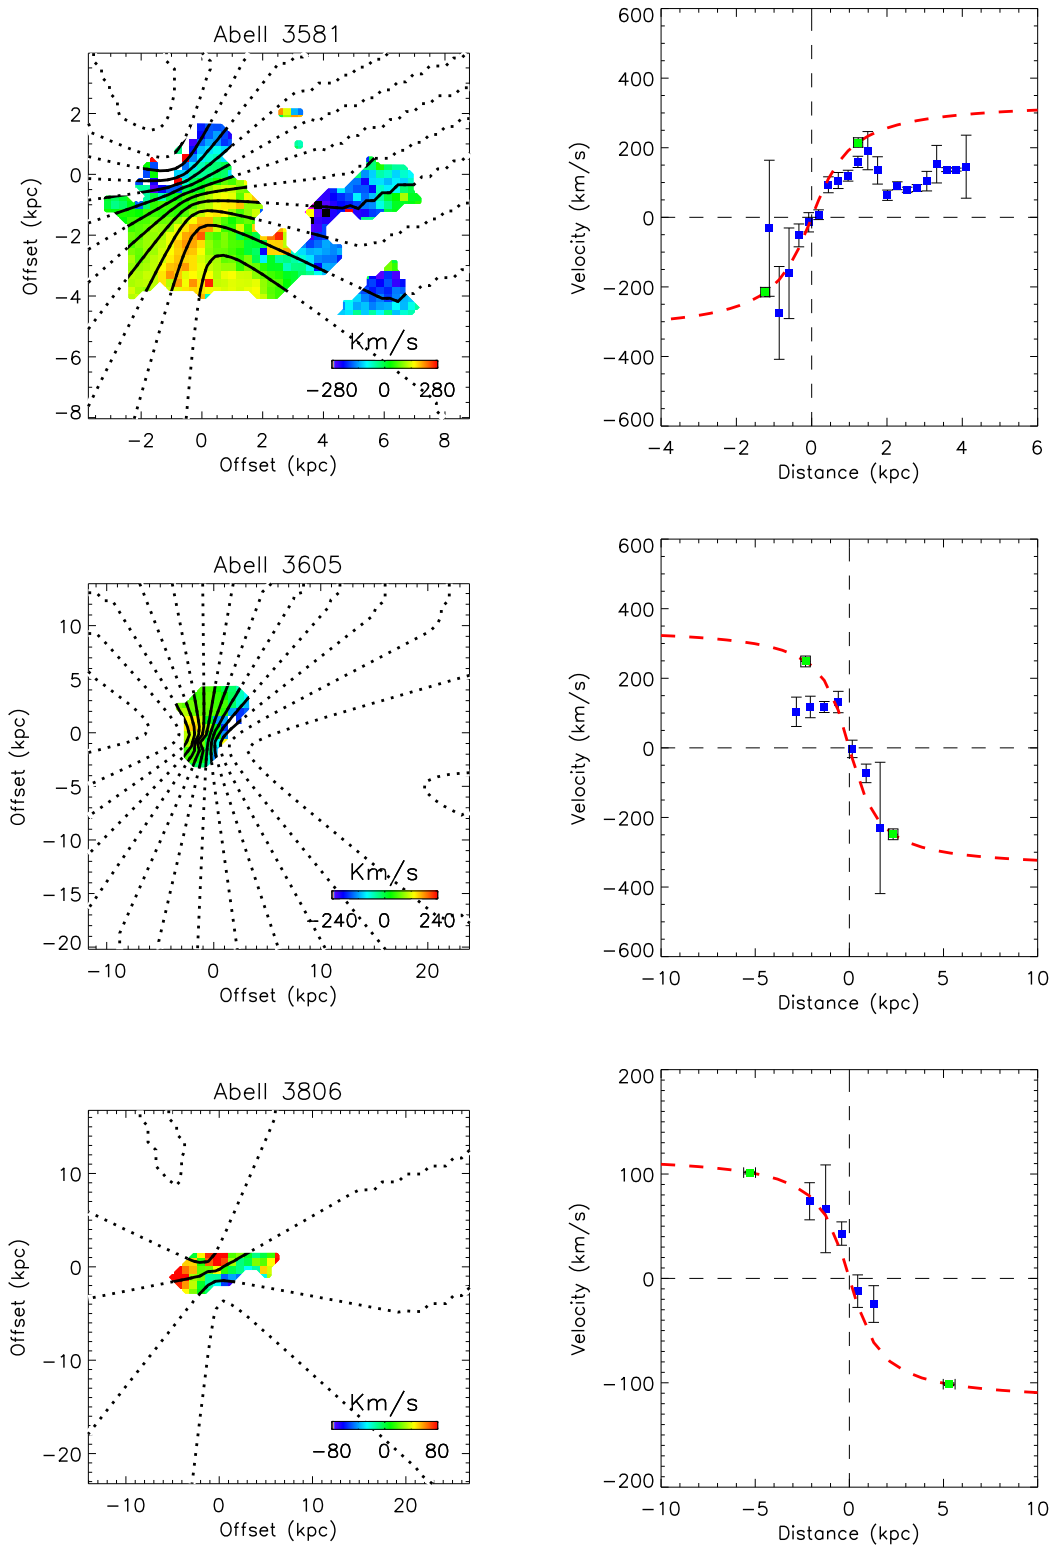 Abell 3581
2
0
−2
−4
−6
−8
Offset (kpc)
Km/s
−280 0 280
−2 0 2 4 6 8
Offset (kpc)
600
400
200
0
−200
−400
−600
Velocity (km/s)
−4 −2 0 2 4 6
Distance (kpc)
Abell 3605
10
5
0
−5
−10
−15
−20
Offset (kpc)
Km/s
−240 0 240
−10 0 10 20
Offset (kpc)
600
400
200
0
−200
−400
−600
Velocity (km/s)
−10 −5 0 5 10
Distance (kpc)
Abell 3806
10
0
−10
−20
Offset (kpc)
Km/s
−80 0 80
−10 0 10 20
Offset (kpc)
200
100
0
−100
−200
Velocity (km/s)
−10 −5 0 5 10
Distance (kpc)